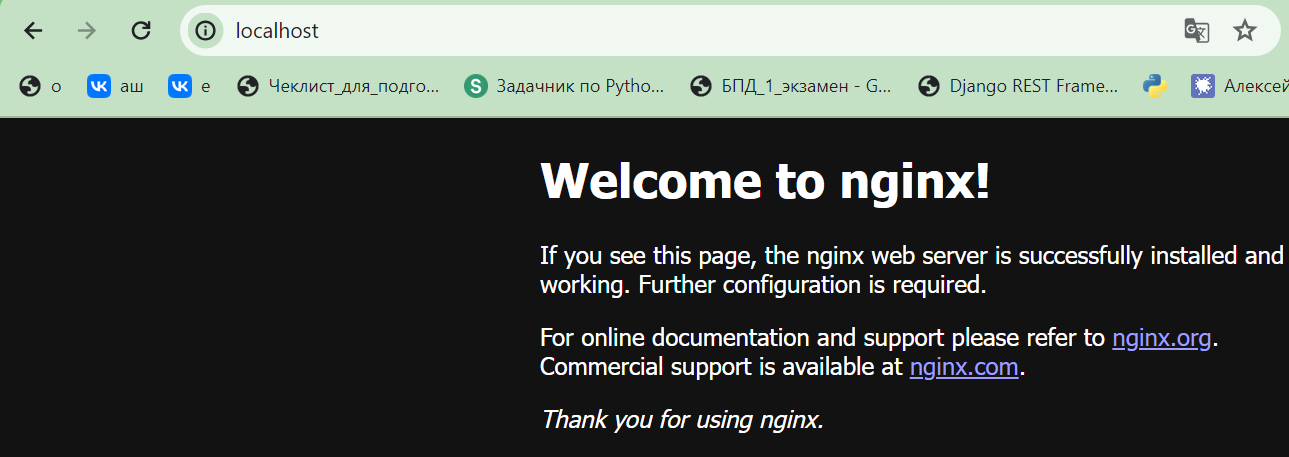 localhost
о VK аш VK е Чеклист_для_подго... S Задачник по Pytho... БПД_1_экзамен - G... Django REST Frame... Алексей
Welcome to nginx!
If you see this page, the nginx web server is successfully installed and
working. Further configuration is required.
For online documentation and support please refer to nginx.org.
Commercial support is available at nginx.com.
Thank you for using nginx.